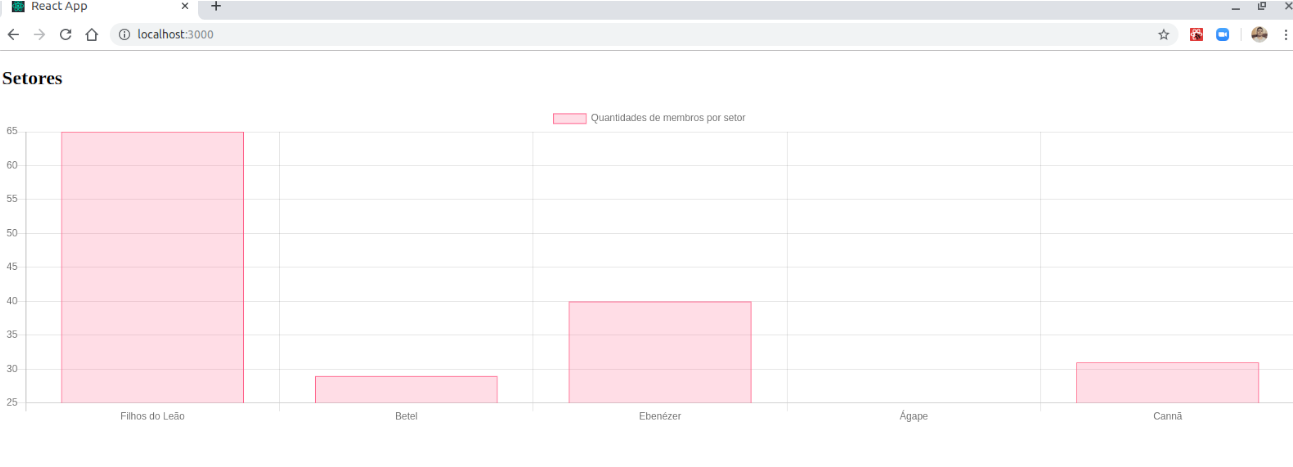 React App
localhost:3000
Setores
Quantidades de membros por setor
65
60
55
50
45
40
35
30
25
Filhos do Leão Betel Ebenézer Ágape Cannã